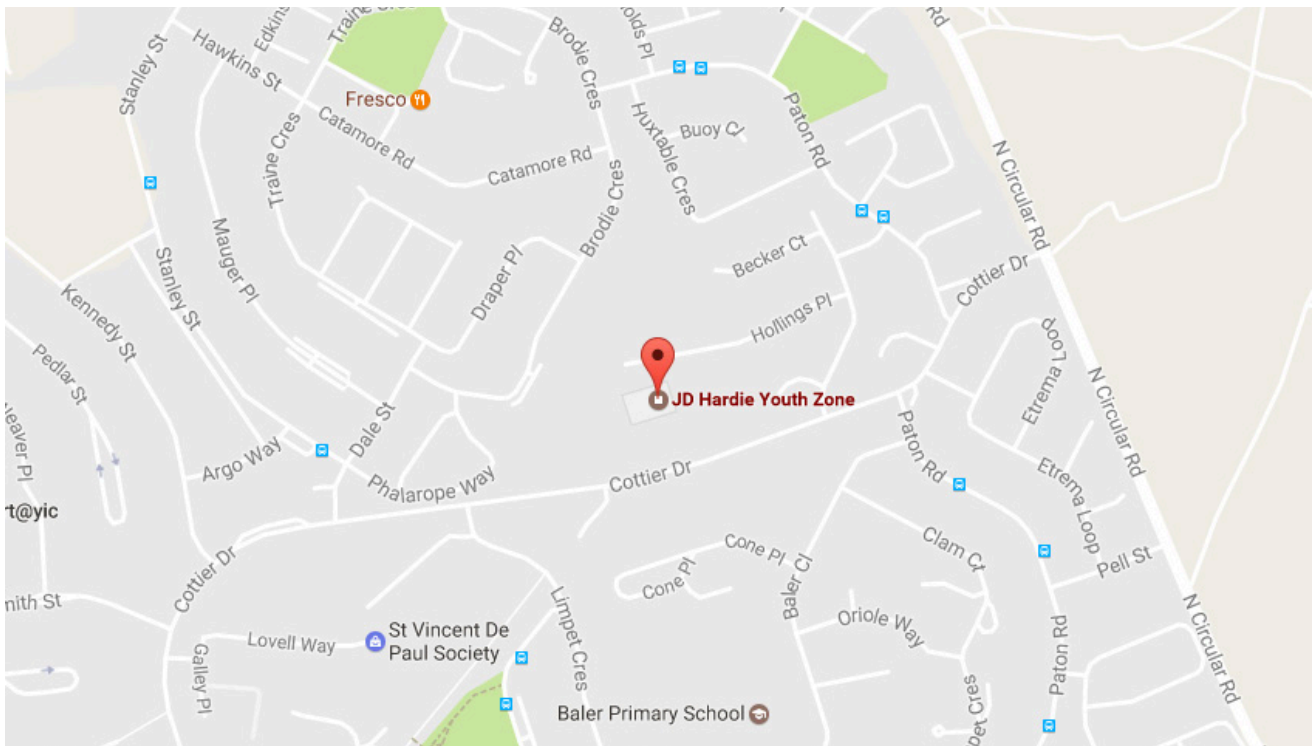 Traine Cres
Edkins
Hawkins St
Stanley St
Fresco
Catamore Rd
Catamore Rd
Brodie Cres
Huxtable Cres
Buoy Cl
Paton Rd
Rd
N Circular Rd
Traine Cres
Mauger Pl
Brodie Cres
Draper Pl
Becker Ct
Hollings Pl
Cottier Dr
Stanley St
Kennedy St
Pedlar St
Etrema Loop
N Circular Rd
JD Hardie Youth Zone
Dale St
Argo Way
Phalarope Way
Cottier Dr
Paton Rd
Etrema Loop
Clam Ct
Pell St
Cone Pl
Cone Pl
Baler Cl
Oriole Way
Cottier Dr
Limpet Cres
St Vincent De
Paul Society
Lovell Way
Galley Pl
Paton Rd
N Circular Rd
Baler Primary School